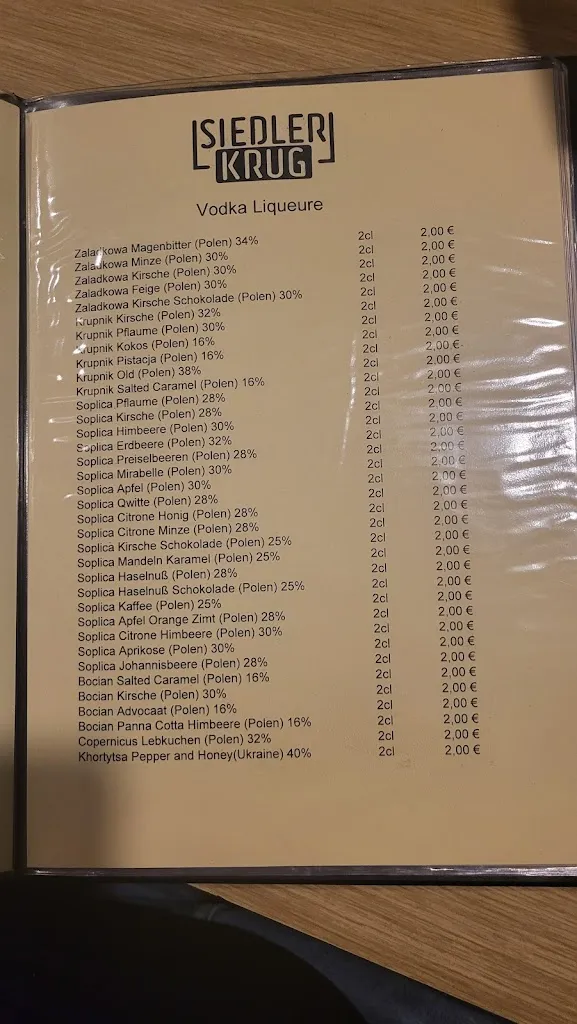 SIEDLER
KRUG
Vodka Liqueure
Zaladkowa Magenbitter (Polen) 34% 2cl 2,00 €
Zaladkowa Minze (Polen) 30% 2cl 2,00 €
Zaladkowa Kirsche (Polen) 30% 2cl 2,00 €
Zaladkowa Feige (Polen) 30% 2cl 2,00 €
Zaladkowa Kirsche Schokolade (Polen) 30% 2cl 2,00 €
Krupnik Kirsche (Polen) 32% 2cl 2,00 €
Krupnik Pflaume (Polen) 30% 2cl 2,00 €
Krupnik Kokos (Polen) 16% 2cl 2,00 €
Krupnik Pistacja (Polen) 16% 2cl 2,00 €
Krupnik Old (Polen) 38% 2cl 2,00 €
Krupnik Salted Caramel (Polen) 16% 2cl 2,00 €
Soplica Pflaume (Polen) 28% 2cl 2,00 €
Soplica Kirsche (Polen) 28% 2cl 2,00 €
Soplica Himbeere (Polen) 30% 2cl 2,00 €
Soplica Erdbeere (Polen) 32% 2cl 2,00 €
Soplica Preiselbeeren (Polen) 28% 2cl 2,00 €
Soplica Mirabelle (Polen) 30% 2cl 2,00 €
Soplica Apfel (Polen) 30% 2cl 2,00 €
Soplica Qwitte (Polen) 28% 2cl 2,00 €
Soplica Citrone Honig (Polen) 28% 2cl 2,00 €
Soplica Citrone Minze (Polen) 28% 2cl 2,00 €
Soplica Kirsche Schokolade (Polen) 25% 2cl 2,00 €
Soplica Mandeln Karamel (Polen) 25% 2cl 2,00 €
Soplica Haselnuß (Polen) 28% 2cl 2,00 €
Soplica Haselnuß Schokolade (Polen) 25% 2cl 2,00 €
Soplica Kaffee (Polen) 25% 2cl 2,00 €
Soplica Apfel Orange Zimt (Polen) 28% 2cl 2,00 €
Soplica Citrone Himbeere (Polen) 30% 2cl 2,00 €
Soplica Aprikose (Polen) 30% 2cl 2,00 €
Soplica Johannisbeere (Polen) 28% 2cl 2,00 €
Bocian Salted Caramel (Polen) 16% 2cl 2,00 €
Bocian Kirsche (Polen) 30% 2cl 2,00 €
Bocian Advocaat (Polen) 16% 2cl 2,00 €
Bocian Panna Cotta Himbeere (Polen) 16% 2cl 2,00 €
Copernicus Lebkuchen (Polen) 32% 2cl 2,00 €
Khortytsa Pepper and Honey(Ukraine) 40% 2cl 2,00 €